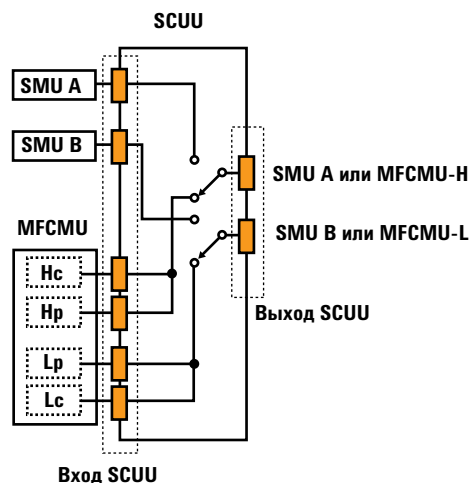 SCUU
SMU A
SMU B
MFCMU
Hc
Hp
Lp
Lc
SMU A или MFCMU-H
SMU B или MFCMU-L
Выход SCUU
Вход SCUU